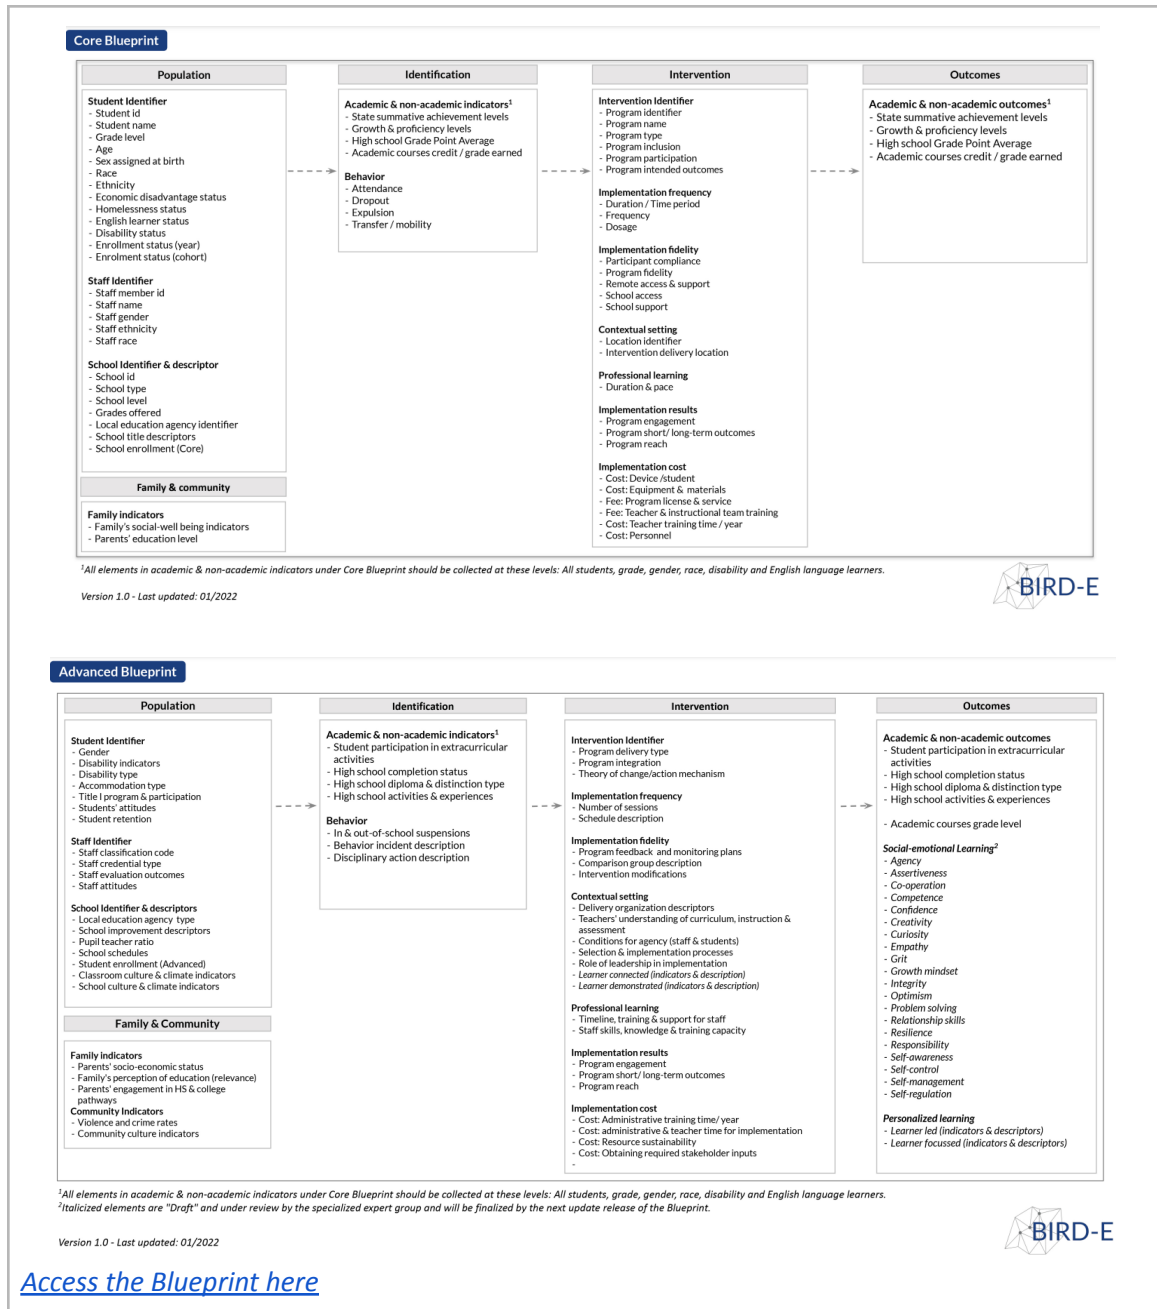 Core Blueprint
Population
Student Identifier
- Student id
- Student name
- Grade level
- Age
- Sex assigned at birth
- Race
- Ethnicity
- Economic disadvantage status
- Homelessness status
- English learner status
- Disability status
- Enrollment status (year)
- Enrolment status (cohort)
Staff Identifier
- Staff member id
- Staff name
- Staff gender
- Staff ethnicity
- Staff race
School Identifier & descriptor
- School id
- School type
- School level
- Grades offered
- Local education agency identifier
- School title descriptors
- School enrollment (Core)
Family & community
Family indicators
- Family's social-well being indicators
- Parents' education level
Identification
Academic & non-academic indicators¹
- State summative achievement levels
- Growth & proficiency levels
- High school Grade Point Average
- Academic courses credit / grade earned
Behavior
- Attendance
- Dropout
- Expulsion
- Transfer / mobility
Intervention
Intervention Identifier
- Program identifier
- Program name
- Program type
- Program inclusion
- Program participation
- Program intended outcomes
Implementation frequency
- Duration / Time period
- Frequency
- Dosage
Implementation fidelity
- Participant compliance
- Program fidelity
- Remote access & support
- School access
- School support
Contextual setting
- Location identifier
- Intervention delivery location
Professional learning
- Duration & pace
Implementation results
- Program engagement
- Program short/ long-term outcomes
- Program reach
Implementation cost
- Cost: Device /student
- Cost: Equipment & materials
- Fee: Program license & service
- Fee: Teacher & instructional team training
- Cost: Teacher training time / year
- Cost: Personnel
Outcomes
Academic & non-academic outcomes¹
- State summative achievement levels
- Growth & proficiency levels
- High school Grade Point Average
- Academic courses credit / grade earned
¹All elements in academic & non-academic indicators under Core Blueprint should be collected at these levels: All students, grade, gender, race, disability and English language learners.
Version 1.0 - Last updated: 01/2022
BIRD-E
Advanced Blueprint
Population
Student Identifier
- Gender
- Disability indicators
- Disability type
- Accommodation type
- Title I program & participation
- Students' attitudes
- Student retention
Staff Identifier
- Staff classification code
- Staff credential type
- Staff evaluation outcomes
- Staff attitudes
School Identifier & descriptors
- Local education agency type
- School improvement descriptors
- Pupil teacher ratio
- School schedules
- Student enrollment (Advanced)
- Classroom culture & climate indicators
- School culture & climate indicators
Family & Community
Family indicators
- Parents' socio-economic status
- Family's perception of education (relevance)
- Parents' engagement in HS & college
pathways
Community Indicators
- Violence and crime rates
- Community culture indicators
Identification
Academic & non-academic indicators¹
- Student participation in extracurricular
activities
- High school completion status
- High school diploma & distinction type
- High school activities & experiences
Behavior
- In & out-of-school suspensions
- Behavior incident description
- Disciplinary action description
Intervention
Intervention Identifier
- Program delivery type
- Program integration
- Theory of change/action mechanism
Implementation frequency
- Number of sessions
- Schedule description
Implementation fidelity
- Program feedback and monitoring plans
- Comparison group description
- Intervention modifications
Contextual setting
- Delivery organization descriptors
- Teachers' understanding of curriculum, instruction &
assessment
- Conditions for agency (staff & students)
- Selection & implementation processes
- Role of leadership in implementation
- Learner connected (indicators & description)
- Learner demonstrated (indicators & description)
Professional learning
- Timeline, training & support for staff
- Staff skills, knowledge & training capacity
Implementation results
- Program engagement
- Program short/ long-term outcomes
- Program reach
Implementation cost
- Cost: Administrative training time/ year
- Cost: administrative & teacher time for implementation
- Cost: Resource sustainability
- Cost: Obtaining required stakeholder inputs
-
Outcomes
Academic & non-academic outcomes
- Student participation in extracurricular
activities
- High school completion status
- High school diploma & distinction type
- High school activities & experiences
- Academic courses grade level
Social-emotional Learning²
- Agency
- Assertiveness
- Co-operation
- Competence
- Confidence
- Creativity
- Curiosity
- Empathy
- Grit
- Growth mindset
- Integrity
- Optimism
- Problem solving
- Relationship skills
- Resilience
- Responsibility
- Self-awareness
- Self-control
- Self-management
- Self-regulation
Personalized learning
- Learner led (indicators & descriptors)
- Learner focussed (indicators & descriptors)
¹All elements in academic & non-academic indicators under Core Blueprint should be collected at these levels: All students, grade, gender, race, disability and English language learners.
²Italicized elements are "Draft" and under review by the specialized expert group and will be finalized by the next update release of the Blueprint.
Version 1.0 - Last updated: 01/2022
BIRD-E
Access the Blueprint here